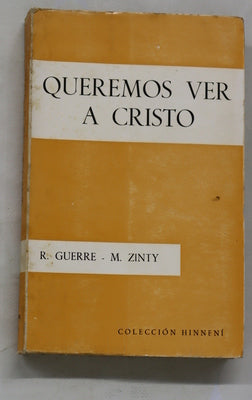 QUEREMOS VER
A CRISTO
R. GUERRE - M. ZINTY
COLECCIÓN HINNENÍ